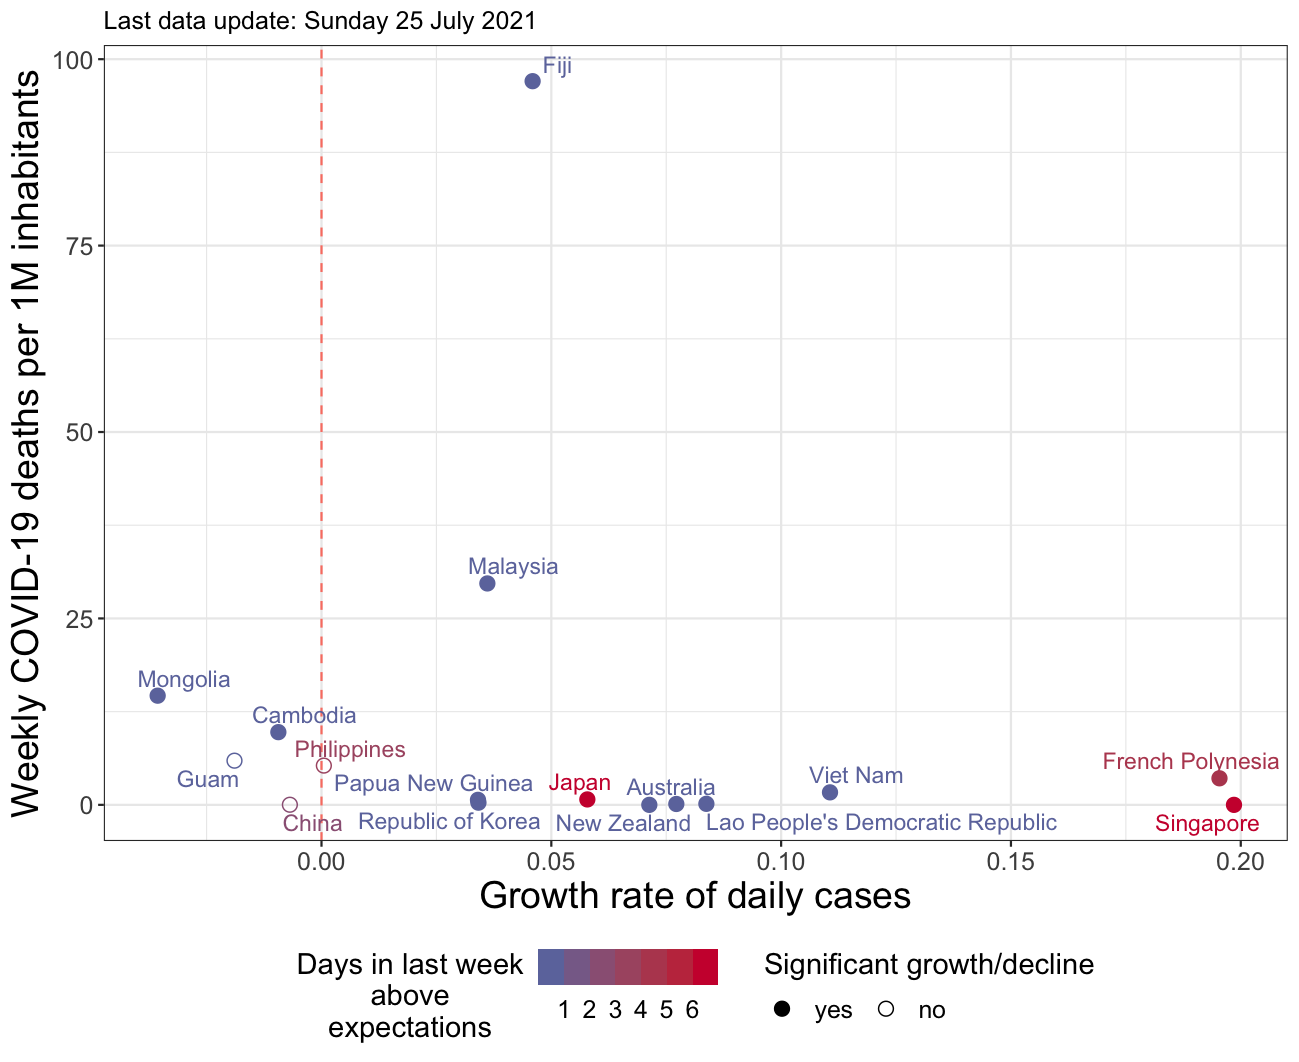 Last data update: Sunday 25 July 2021
Weekly COVID-19 deaths per 1M inhabitants
100
75
50
25
0
Fiji
Malaysia
Mongolia
Cambodia
Philippines
Guam
China
Papua New Guinea
Republic of Korea
Japan
Australia
New Zealand
Viet Nam
Lao People's Democratic Republic
French Polynesia
Singapore
0.00 0.05 0.10 0.15 0.20
Growth rate of daily cases
Days in last week
above
expectations
1 2 3 4 5 6
Significant growth/decline
yes no